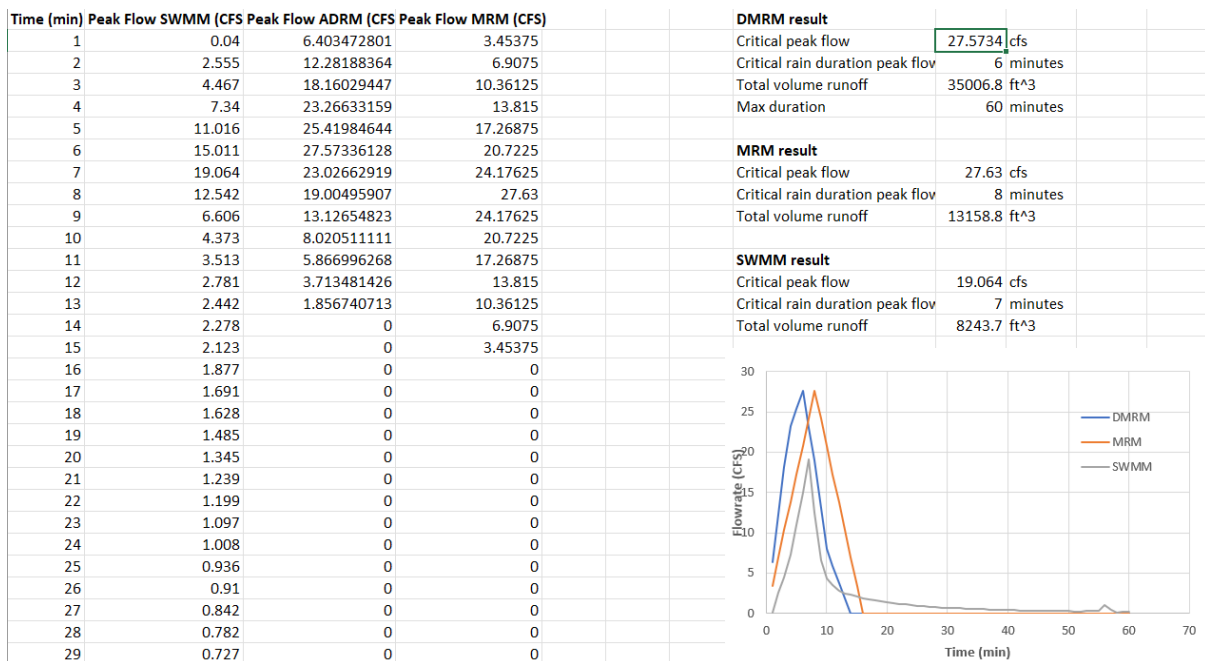 Time (min) Peak Flow SWMM (CFS Peak Flow ADRM (CFS Peak Flow MRM (CFS)
1 0.04 6.403472801 3.45375
2 2.555 12.28188364 6.9075
3 4.467 18.16029447 10.36125
4 7.34 23.26633159 13.815
5 11.016 25.41984644 17.26875
6 15.011 27.57336128 20.7225
7 19.064 23.02662919 24.17625
8 12.542 19.00495907 27.63
9 6.606 13.12654823 24.17625
10 4.373 8.020511111 20.7225
11 3.513 5.866996268 17.26875
12 2.781 3.713481426 13.815
13 2.442 1.856740713 10.36125
14 2.278 0 6.9075
15 2.123 0 3.45375
16 1.877 0 0
17 1.691 0 0
18 1.628 0 0
19 1.485 0 0
20 1.345 0 0
21 1.239 0 0
22 1.199 0 0
23 1.097 0 0
24 1.008 0 0
25 0.936 0 0
26 0.91 0 0
27 0.842 0 0
28 0.782 0 0
29 0.727 0 0
DMRM result
Critical peak flow 27.5734 cfs
Critical rain duration peak flow 6 minutes
Total volume runoff 35006.8 ft^3
Max duration 60 minutes
MRM result
Critical peak flow 27.63 cfs
Critical rain duration peak flow 8 minutes
Total volume runoff 13158.8 ft^3
SWMM result
Critical peak flow 19.064 cfs
Critical rain duration peak flow 7 minutes
Total volume runoff 8243.7 ft^3
30
25
20
15
10
5
0
Flowrate (CFS)
DMRM
MRM
SWMM
0 10 20 30 40 50 60 70
Time (min)